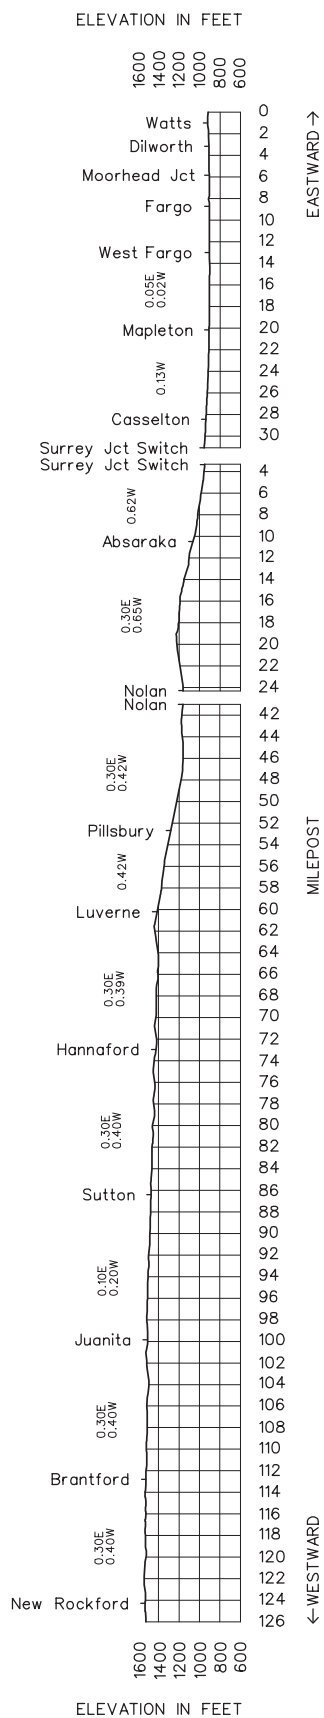 ELEVATION IN FEET
1600 1400 1200 1000 800 600
0
Watts
2
Dilworth
4
Moorhead Jct
6
8
Fargo
10
12
West Fargo
14
0.05E
0.02W
16
18
Mapleton
20
22
0.13W
24
26
28
Casselton
30
Surrey Jct Switch
Surrey Jct Switch
4
6
0.62W
8
10
Absaraka
12
14
16
0.30E
0.65W
18
20
22
24
Nolan
Nolan
42
44
46
0.30E
0.42W
48
50
52
Pillsbury
54
56
0.42W
58
60
Luverne
62
64
66
0.30E
0.39W
68
70
72
Hannaford
74
76
78
80
0.30E
0.40W
82
84
86
Sutton
88
90
92
94
0.10E
0.20W
96
98
Juanita
100
102
104
106
0.30E
0.40W
108
110
112
Brantford
114
116
118
0.30E
0.40W
120
122
124
New Rockford
126
EASTWARD →
MILEPOST
← WESTWARD
1600 1400 1200 1000 800 600
ELEVATION IN FEET